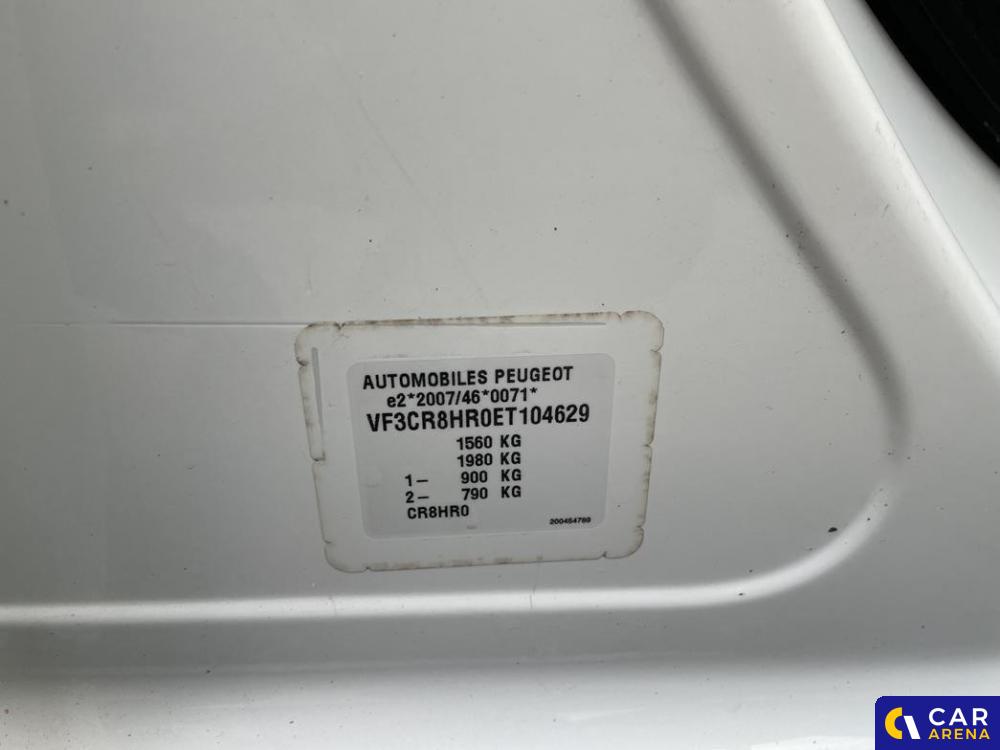 AUTOMOBILES PEUGEOT
e2*2007/46*0071*
VF3CR8HR0ET104629
1560 KG
1980 KG
1– 900 KG
2– 790 KG
CR8HR0
200454789
CAR
ARENA